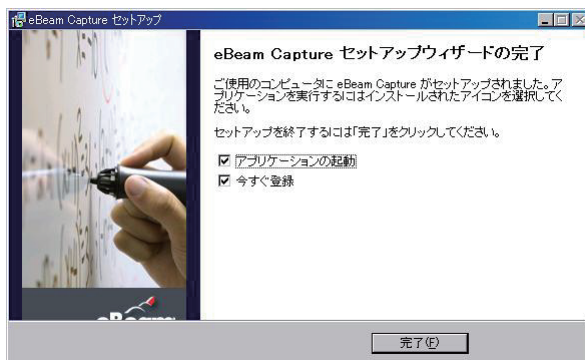 eBeam Capture セットアップ
eBeam Capture セットアップウィザードの完了
ご使用のコンピュータに eBeam Capture がセットアップされました。ア
プリケーションを実行するにはインストールされたアイコンを選択してく
ださい。
セットアップを終了するには「完了」をクリックしてください。
アプリケーションの起動
今すぐ登録
eBeam
完了(F)